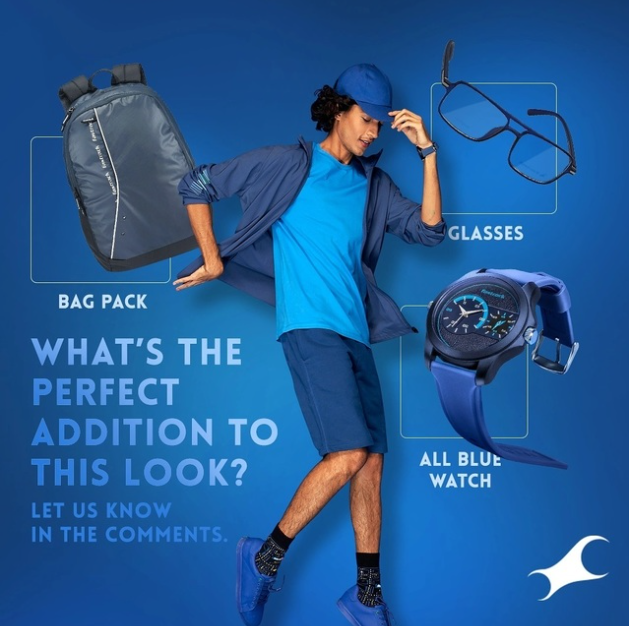 GLASSES
BAG PACK
WHAT'S THE
PERFECT
ADDITION TO
THIS LOOK?
LET US KNOW
IN THE COMMENTS.
ALL BLUE
WATCH